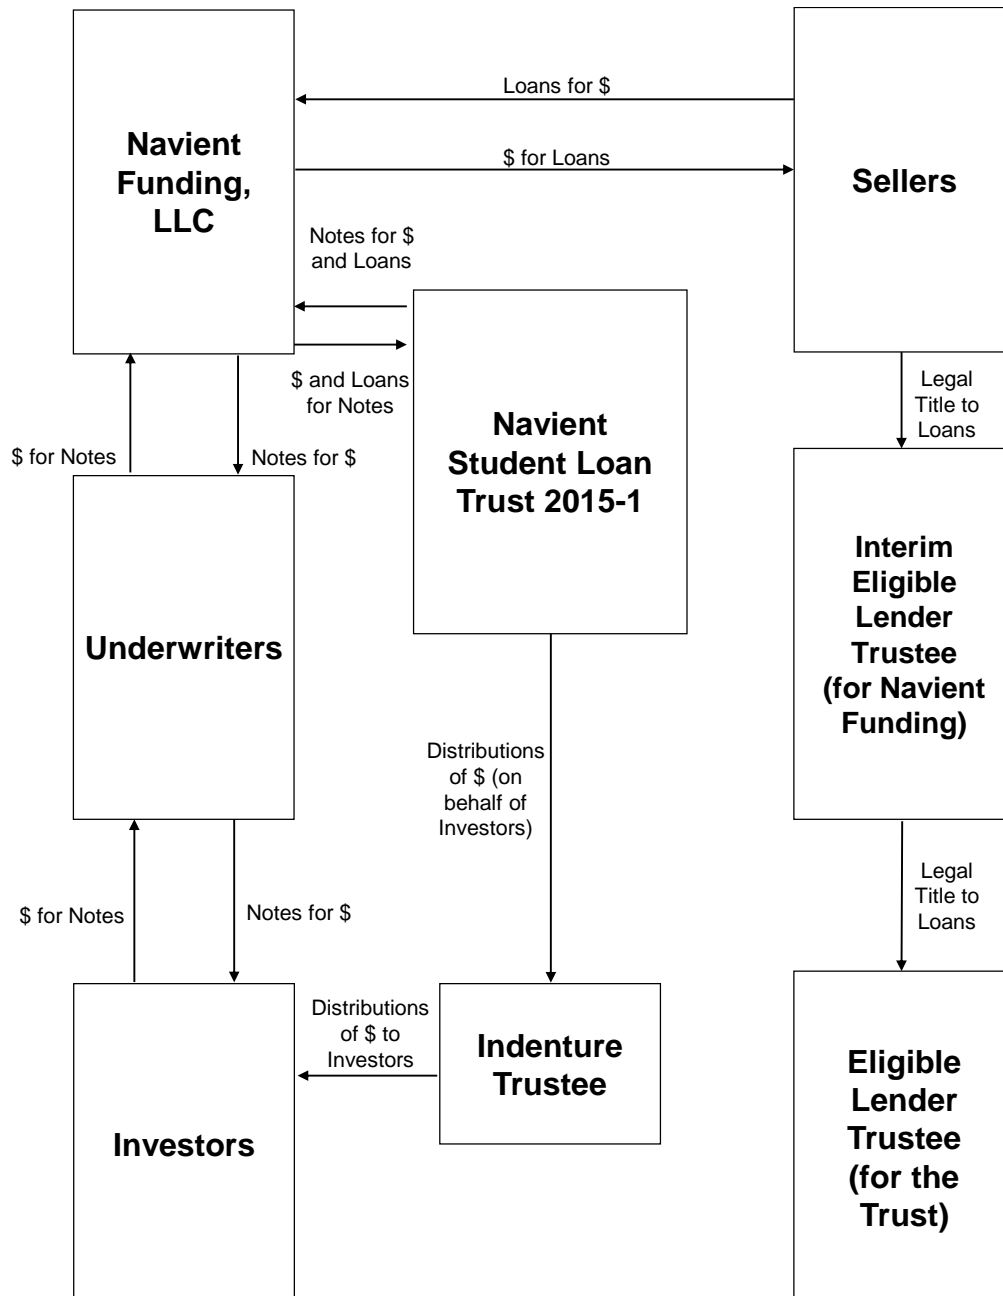 Navient
Funding,
LLC
Loans for $
$ for Loans
Sellers
Notes for $
and Loans
$ and Loans
for Notes
Navient
Student Loan
Trust 2015-1
Legal
Title to
Loans
$ for Notes
Notes for $
Underwriters
Interim
Eligible
Lender
Trustee
(for Navient
Funding)
Distributions
of $ (on
behalf of
Investors)
Legal
Title to
Loans
$ for Notes
Notes for $
Distributions
of $ to
Investors
Indenture
Trustee
Investors
Eligible
Lender
Trustee
(for the
Trust)